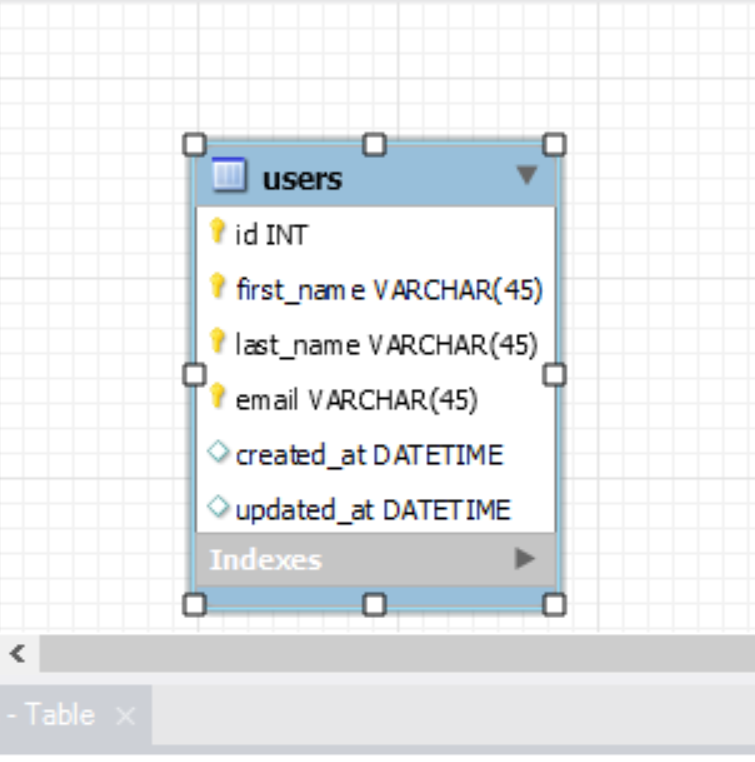 users
id INT
first_name VARCHAR(45)
last_name VARCHAR(45)
email VARCHAR(45)
created_at DATETIME
updated_at DATETIME
Indexes
- Table